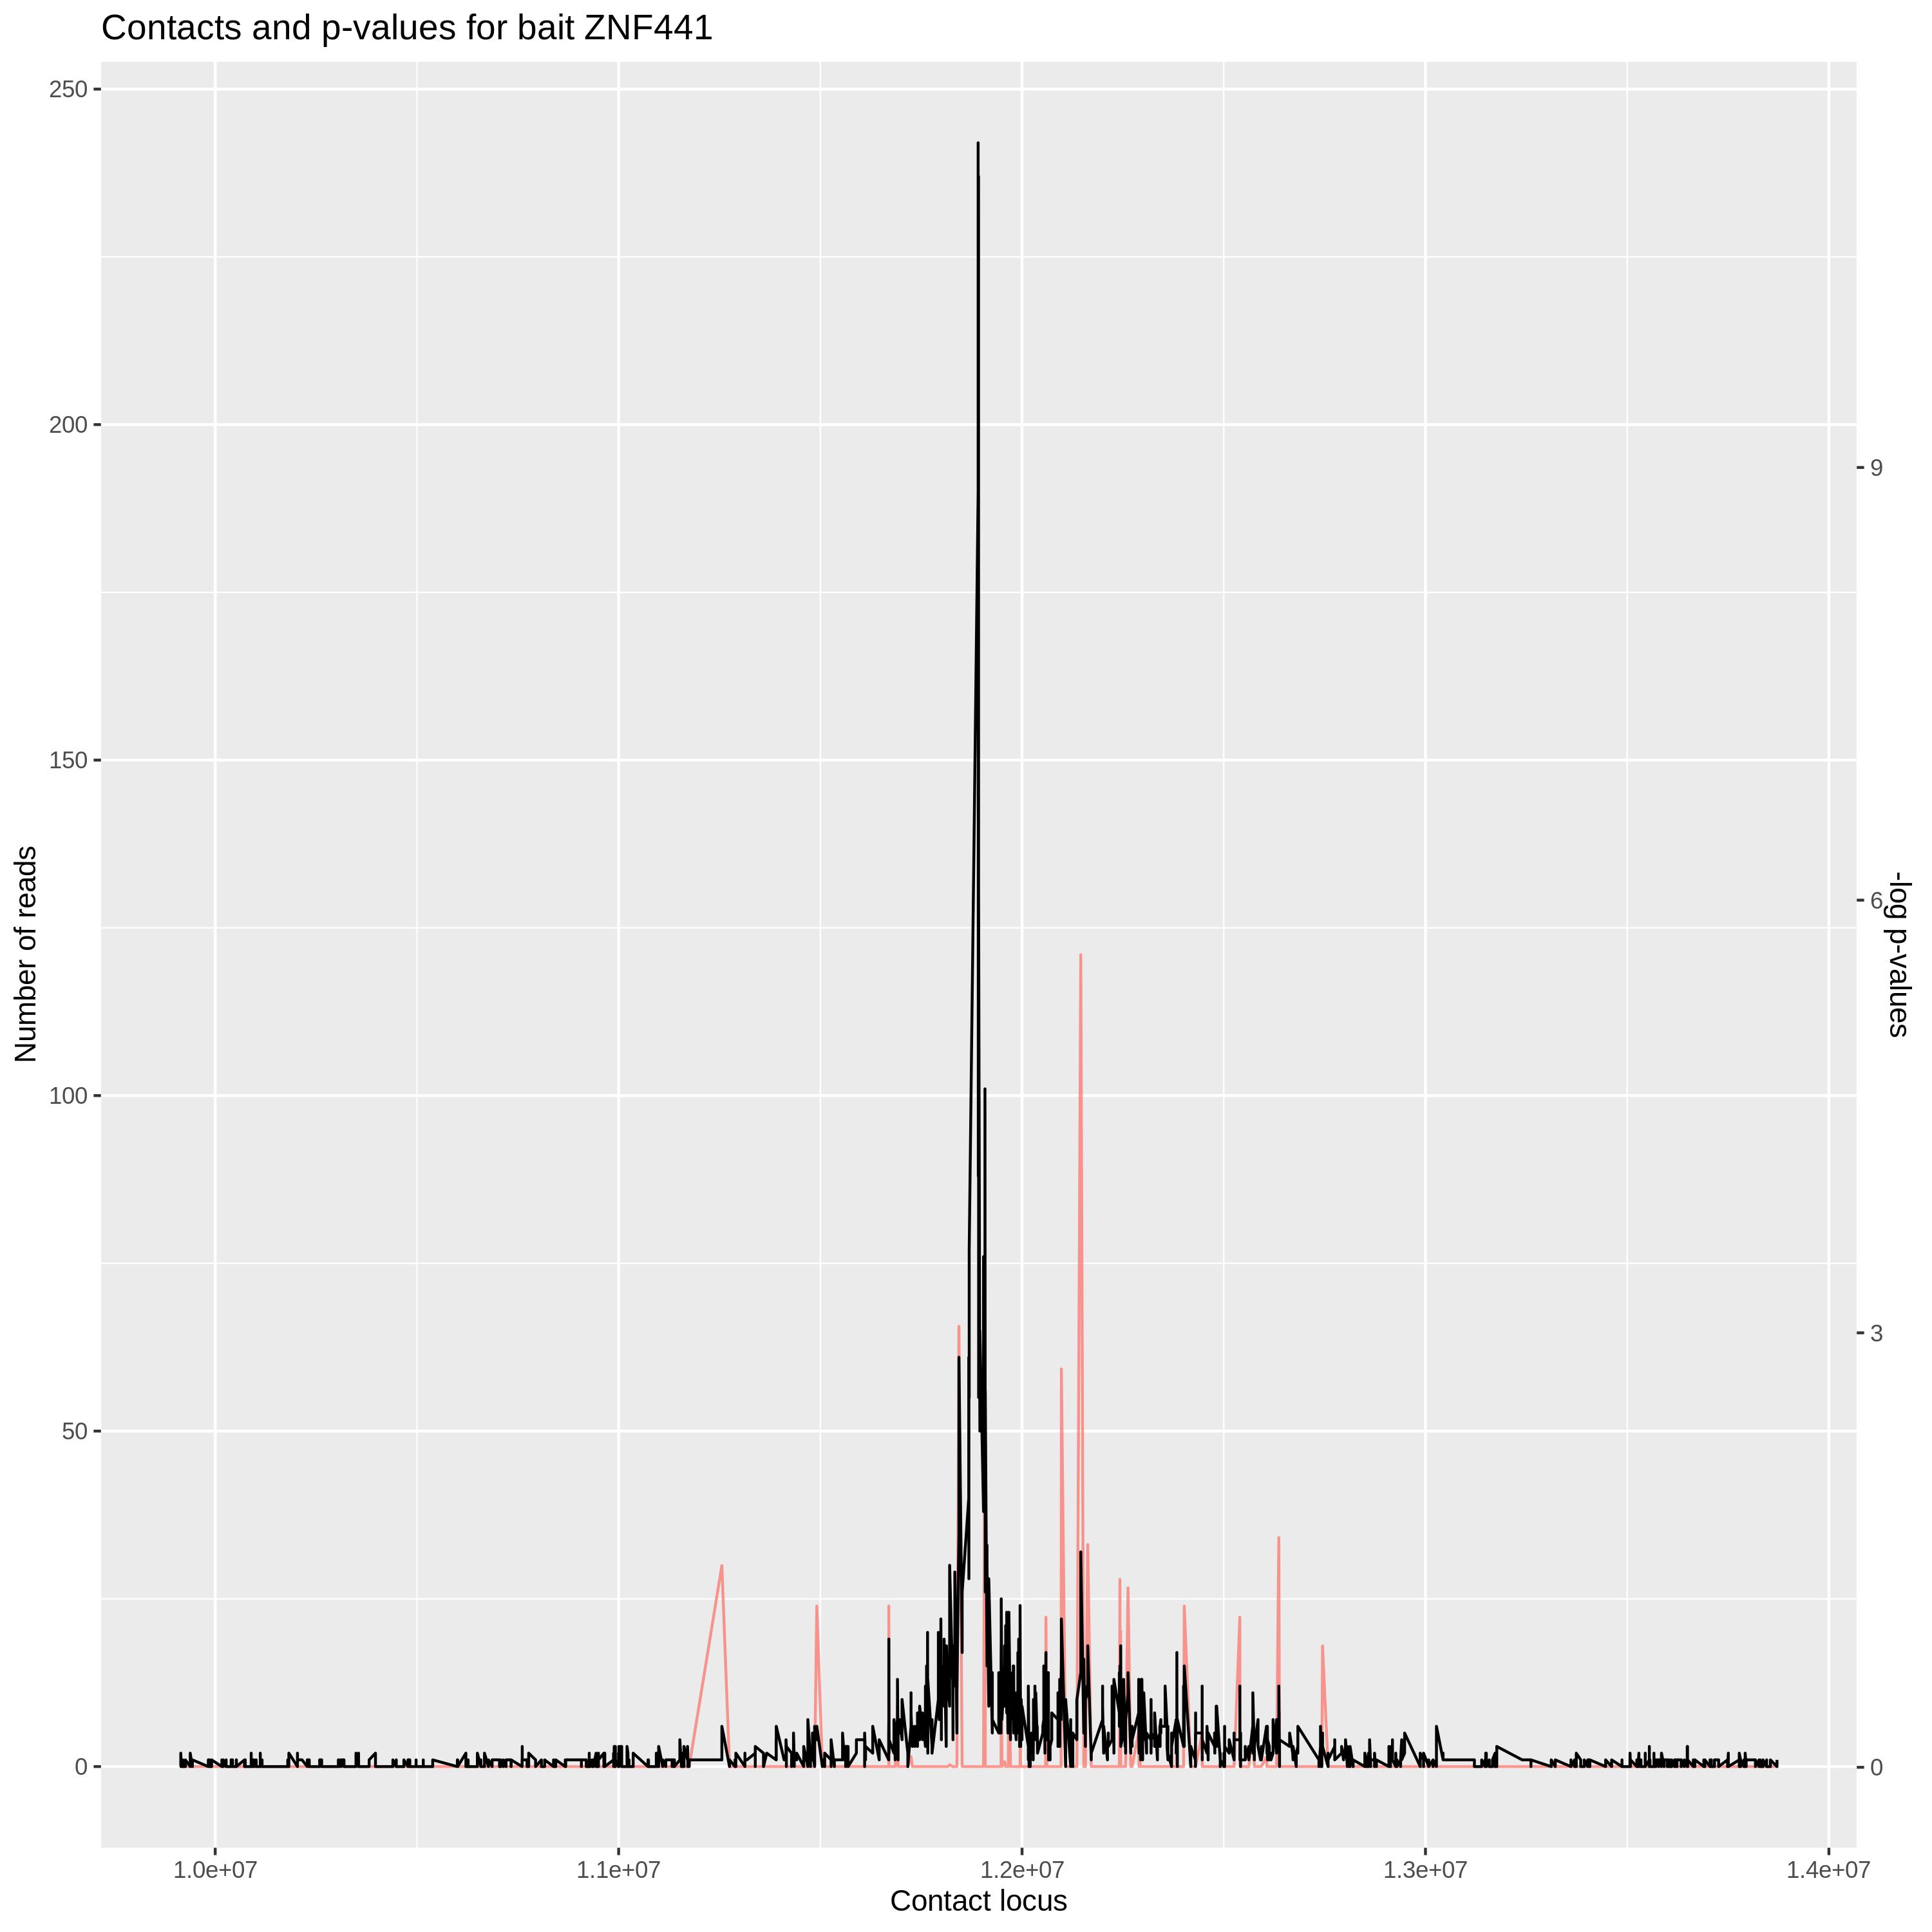 Contacts and p-values for bait ZNF441
250
200
150
100
50
0
Number of reads
9
6
3
0
-log p-values
1.0e+07
1.1e+07
1.2e+07
1.3e+07
1.4e+07
Contact locus